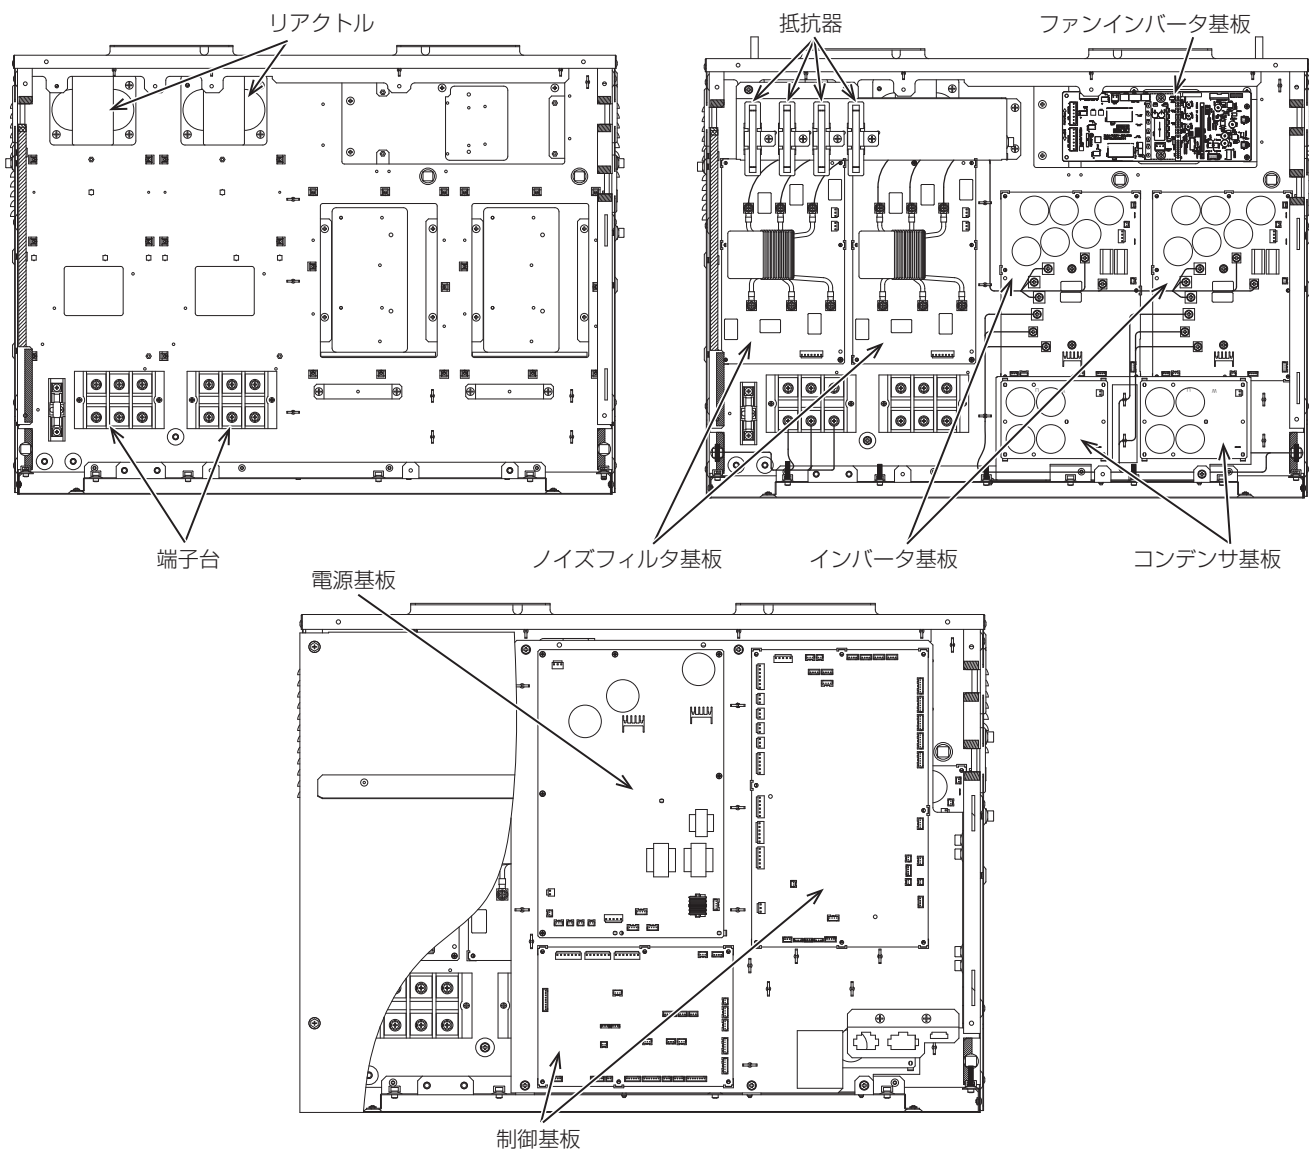 リアクトル
抵抗器
ファンインバータ基板
端子台
ノイズフィルタ基板
インバータ基板
コンデンサ基板
電源基板
制御基板